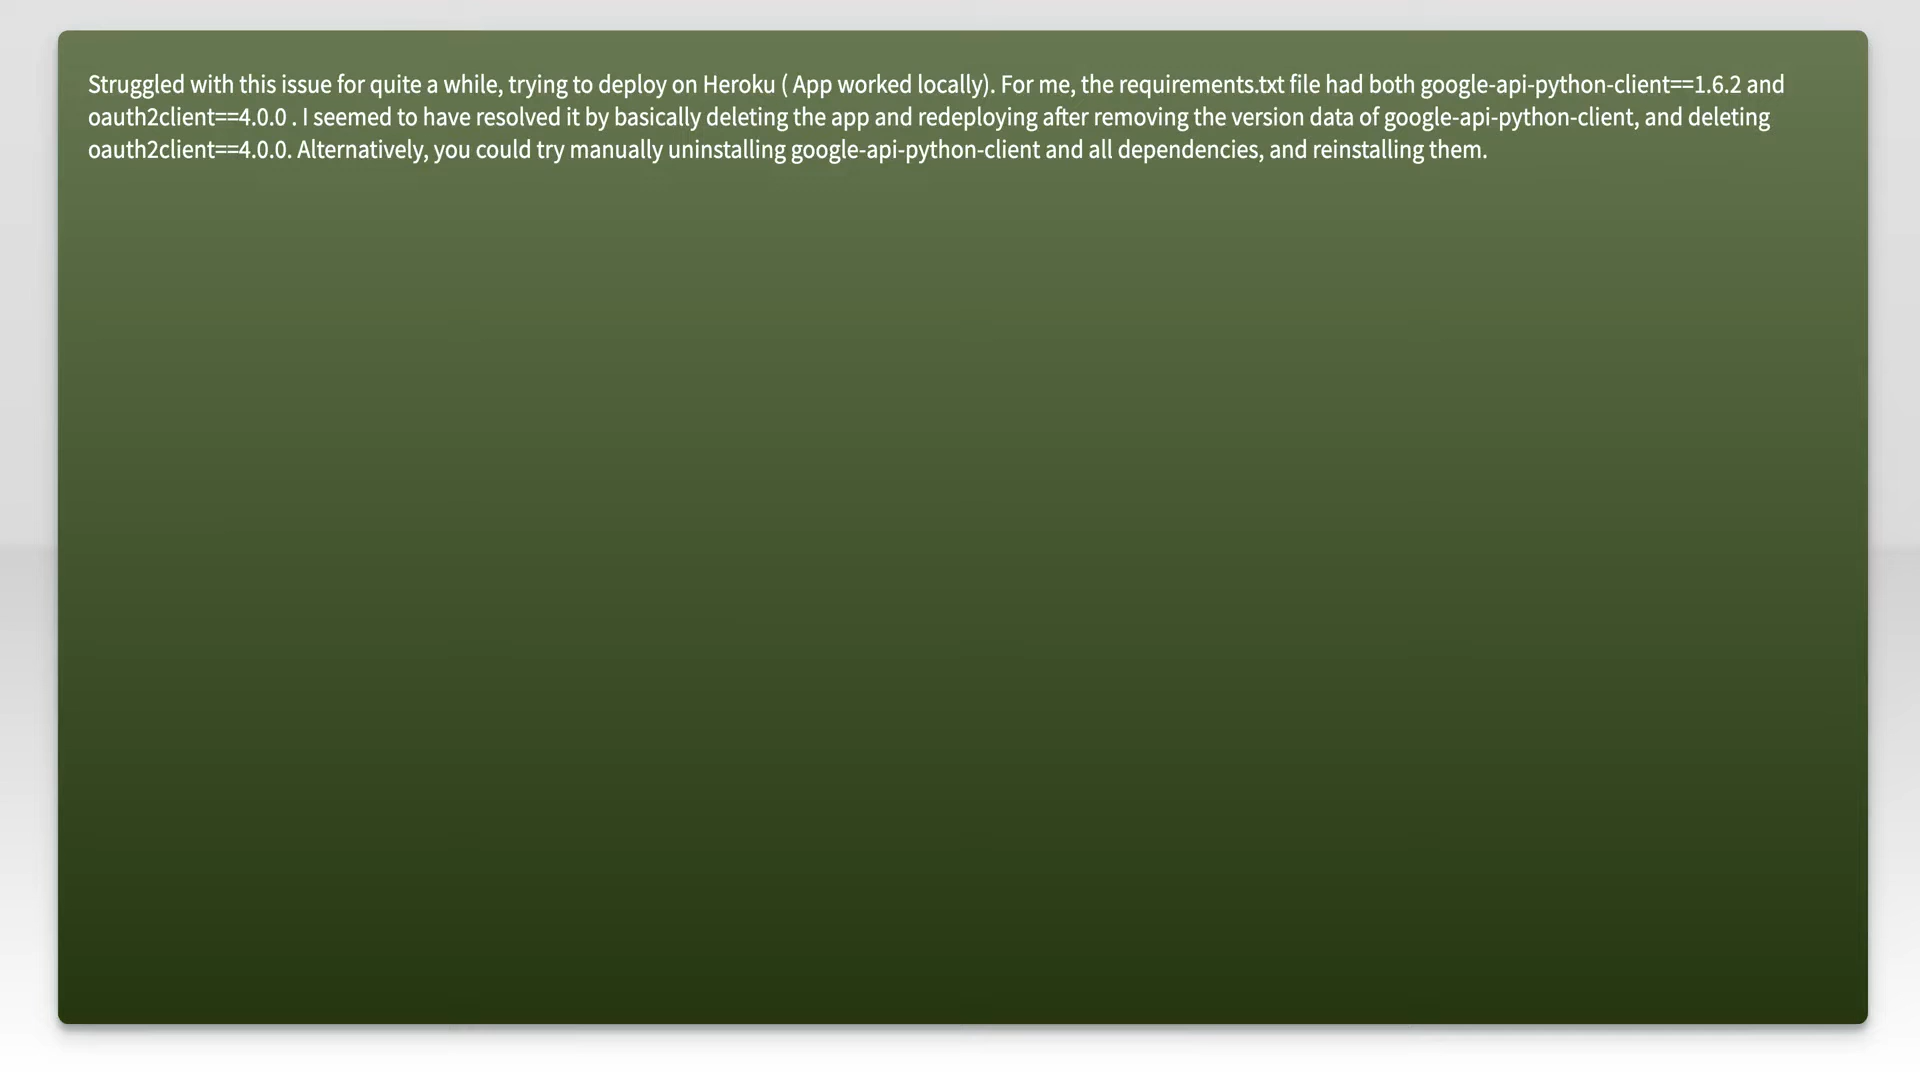 Struggled with this issue for quite a while, trying to deploy on Heroku ( App worked locally). For me, the requirements.txt file had both google-api-python-client==1.6.2 and
oauth2client==4.0.0 . I seemed to have resolved it by basically deleting the app and redeploying after removing the version data of google-api-python-client, and deleting
oauth2client==4.0.0. Alternatively, you could try manually uninstalling google-api-python-client and all dependencies, and reinstalling them.